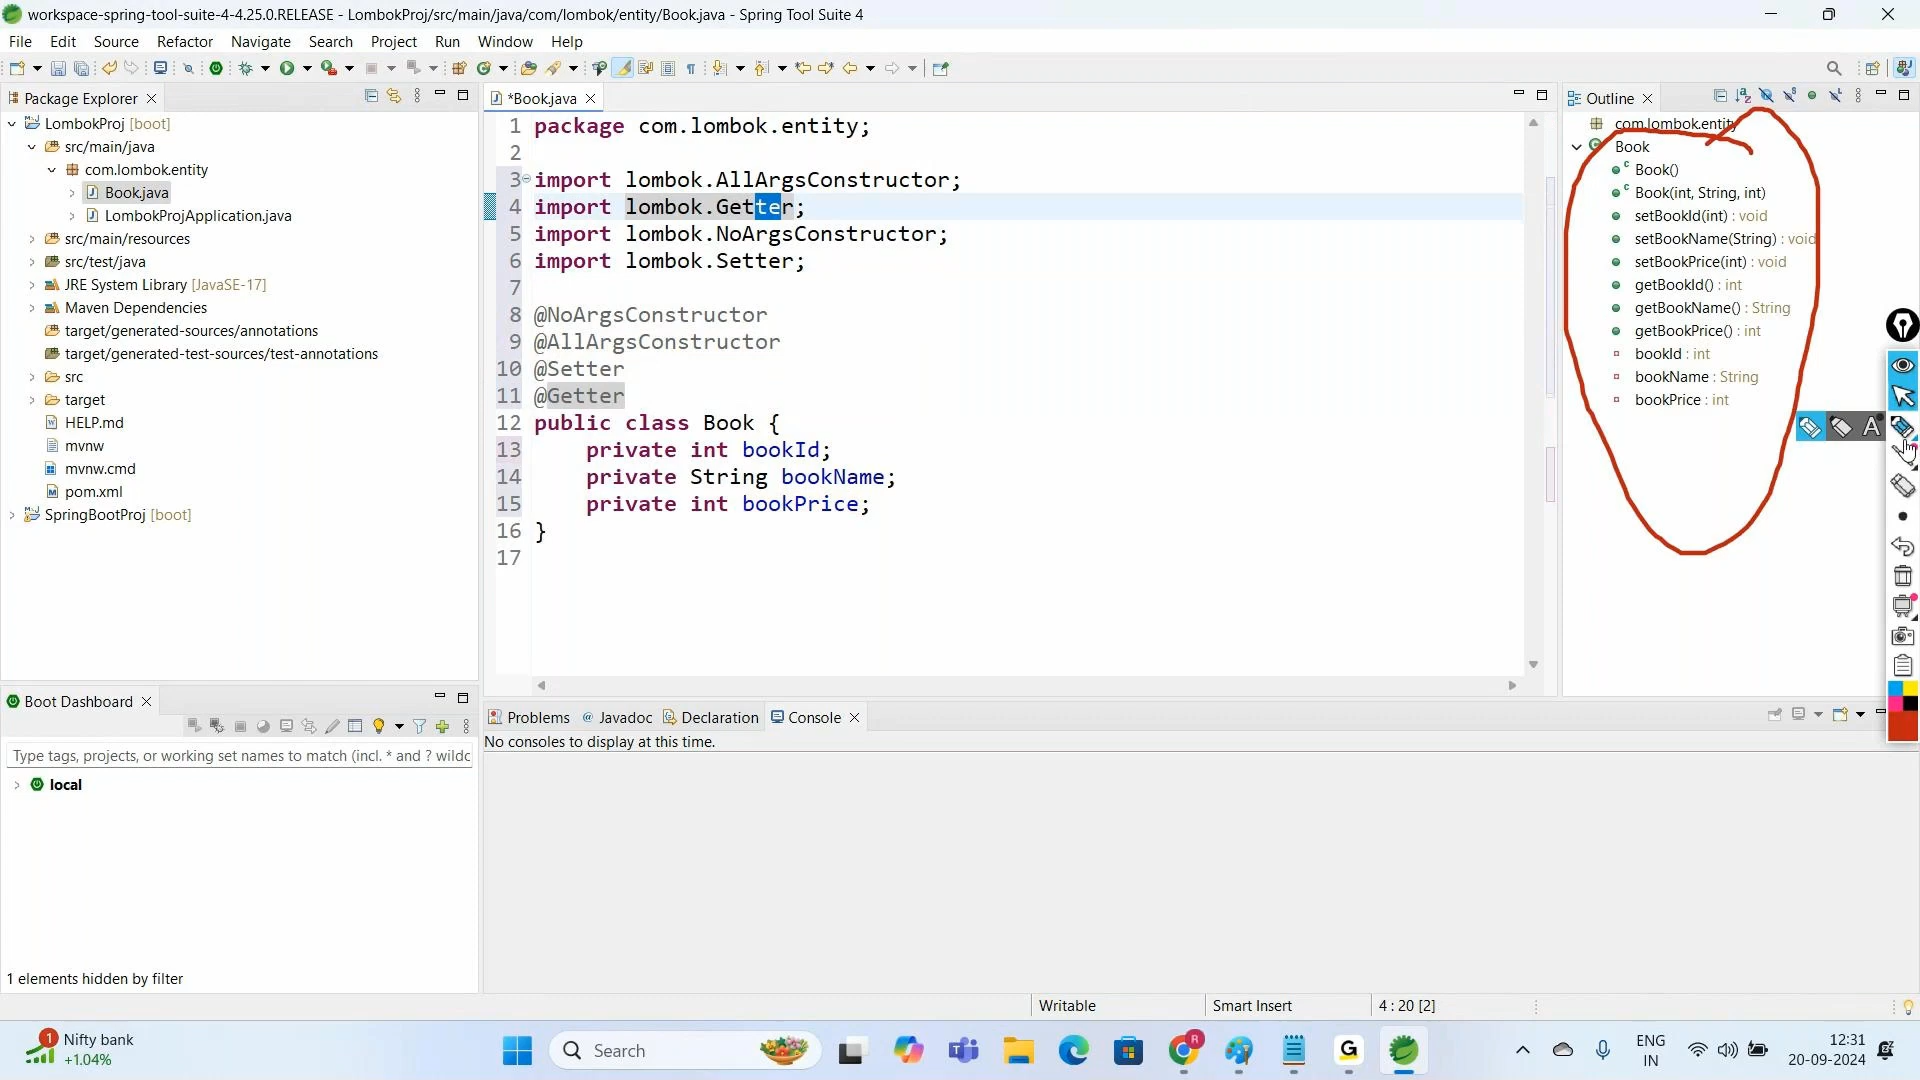 workspace-spring-tool-suite-4-4.25.0.RELEASE - LombokProj/src/main/java/com/lombok/entity/Book.java - Spring Tool Suite 4
File Edit Source Refactor Navigate Search Project Run Window Help
Package Explorer
LombokProj [boot]
src/main/java
com.lombok.entity
Book.java
LombokProjApplication.java
src/main/resources
src/test/java
JRE System Library [JavaSE-17]
Maven Dependencies
target/generated-sources/annotations
target/generated-test-sources/test-annotations
src
target
HELP.md
mvnw
mvnw.cmd
pom.xml
SpringBootProj [boot]
*Book.java
1 package com.lombok.entity;
2
3 import lombok.AllArgsConstructor;
4 import lombok.Getter;
5 import lombok.NoArgsConstructor;
6 import lombok.Setter;
7
8 @NoArgsConstructor
9 @AllArgsConstructor
10 @Setter
11 @Getter
12 public class Book {
13 private int bookId;
14 private String bookName;
15 private int bookPrice;
16 }
17
Outline
com.lombok.entity
Book
Book()
Book(int, String, int)
setBookId(int) : void
setBookName(String) : void
setBookPrice(int) : void
getBookId() : int
getBookName() : String
getBookPrice() : int
bookId : int
bookName : String
bookPrice : int
A
Boot Dashboard
Type tags, projects, or working set names to match (incl. * and ? wildc
local
1 elements hidden by filter
Problems @ Javadoc Declaration Console
No consoles to display at this time.
Writable Smart Insert 4 : 20 [2]
1 Nifty bank
+1.04%
Search
R
G
ENG
IN
12:31
20-09-2024